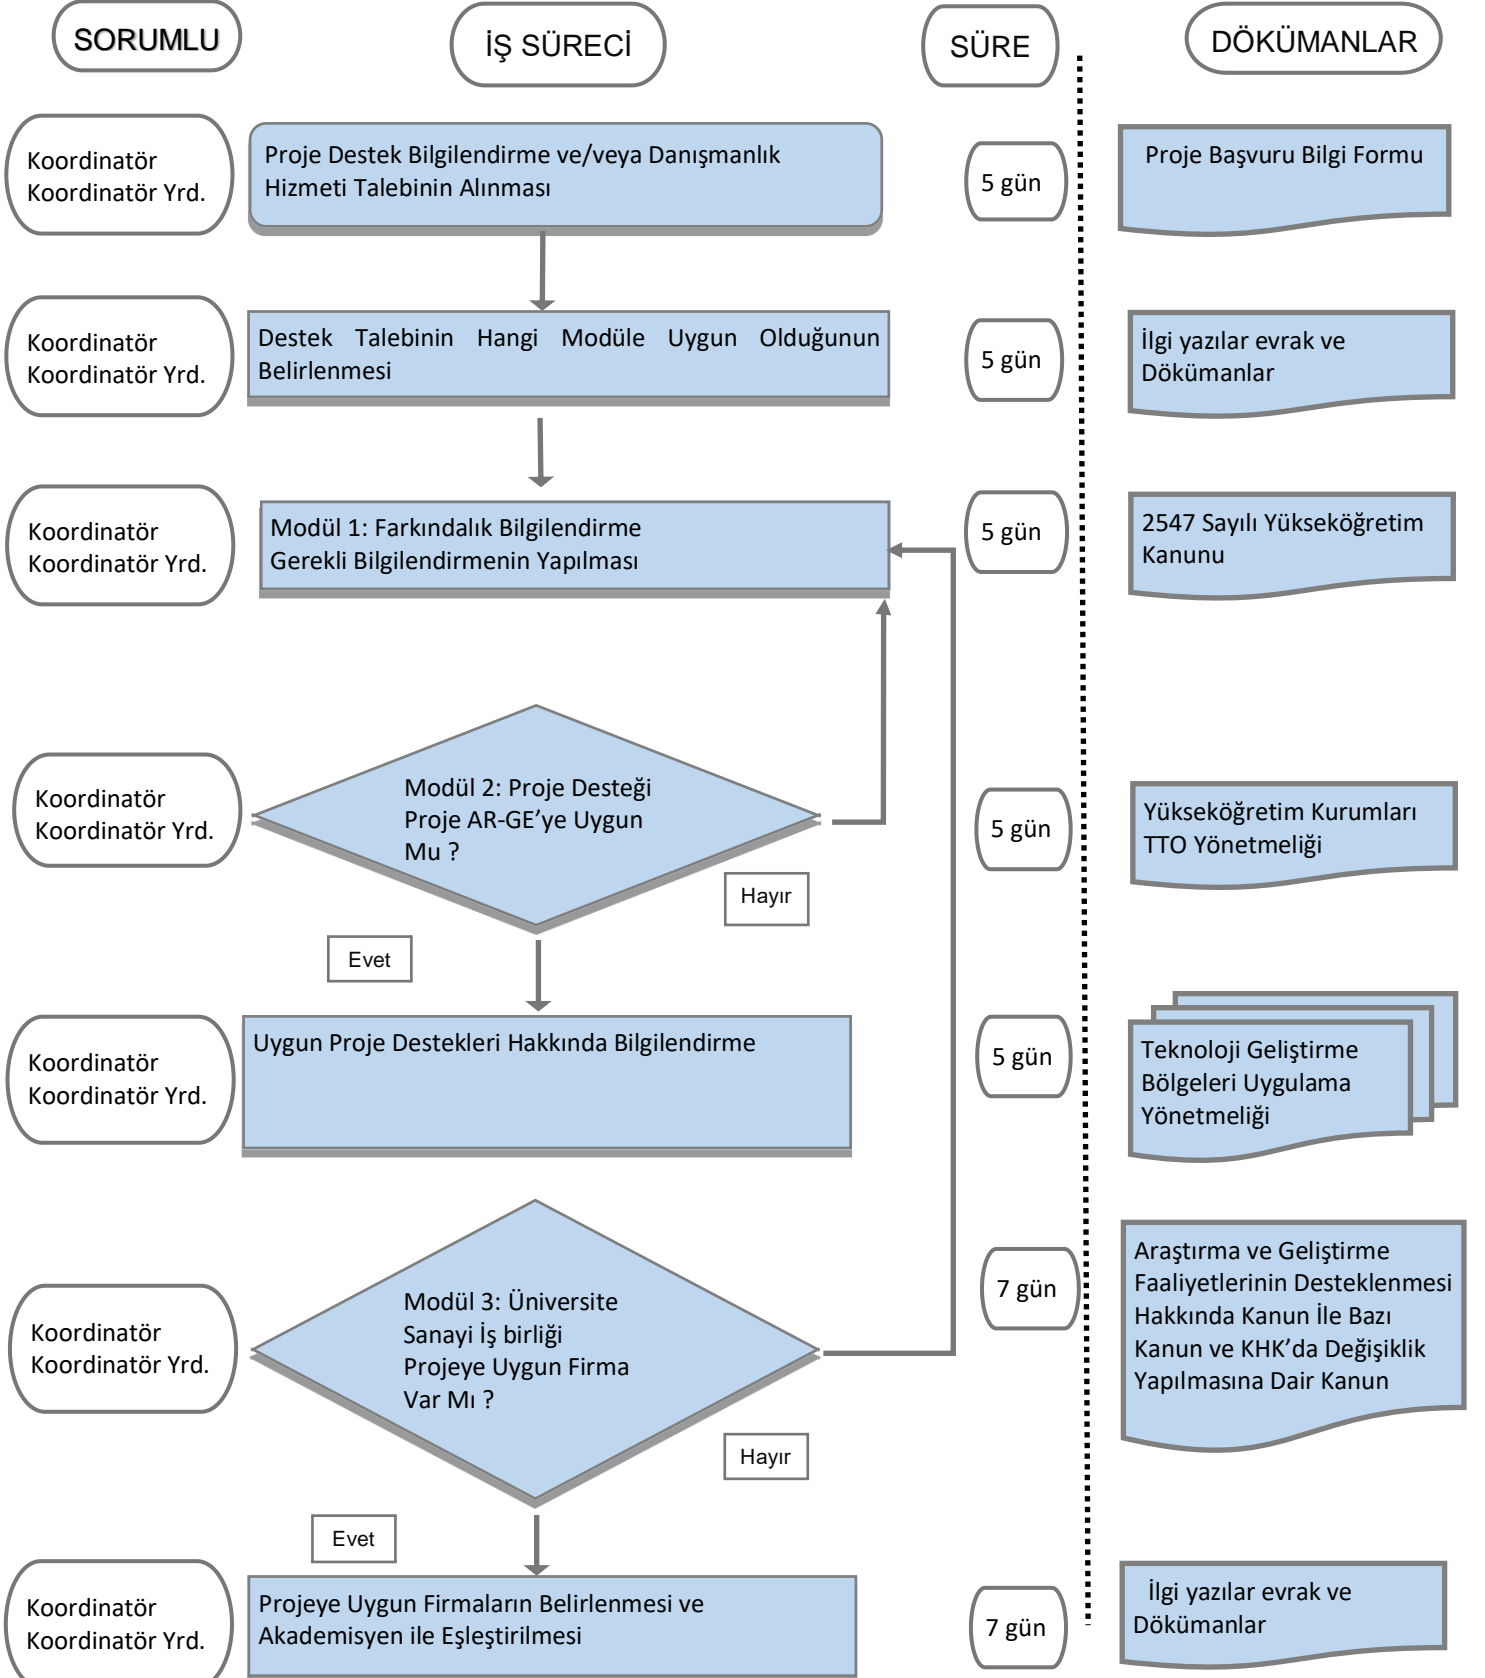 SORUMLU
İŞ SÜRECİ
SÜRE
DÖKÜMANLAR
Koordinatör
Koordinatör Yrd.
Proje Destek Bilgilendirme ve/veya Danışmanlık
Hizmeti Talebinin Alınması
5 gün
Proje Başvuru Bilgi Formu
Koordinatör
Koordinatör Yrd.
Destek Talebinin Hangi Modüle Uygun Olduğunun
Belirlenmesi
5 gün
İlgi yazılar evrak ve
Dökümanlar
Koordinatör
Koordinatör Yrd.
Modül 1: Farkındalık Bilgilendirme
Gerekli Bilgilendirmenin Yapılması
5 gün
2547 Sayılı Yükseköğretim
Kanunu
Koordinatör
Koordinatör Yrd.
Modül 2: Proje Desteği
Proje AR-GE’ye Uygun
Mu ?
Hayır
Evet
5 gün
Yükseköğretim Kurumları
TTO Yönetmeliği
Koordinatör
Koordinatör Yrd.
Uygun Proje Destekleri Hakkında Bilgilendirme
5 gün
Teknoloji Geliştirme
Bölgeleri Uygulama
Yönetmeliği
Koordinatör
Koordinatör Yrd.
Modül 3: Üniversite
Sanayi İş birliği
Projeye Uygun Firma
Var Mı ?
Hayır
Evet
7 gün
Araştırma ve Geliştirme
Faaliyetlerinin Desteklenmesi
Hakkında Kanun İle Bazı
Kanun ve KHK’da Değişiklik
Yapılmasına Dair Kanun
Koordinatör
Koordinatör Yrd.
Projeye Uygun Firmaların Belirlenmesi ve
Akademisyen ile Eşleştirilmesi
7 gün
İlgi yazılar evrak ve
Dökümanlar